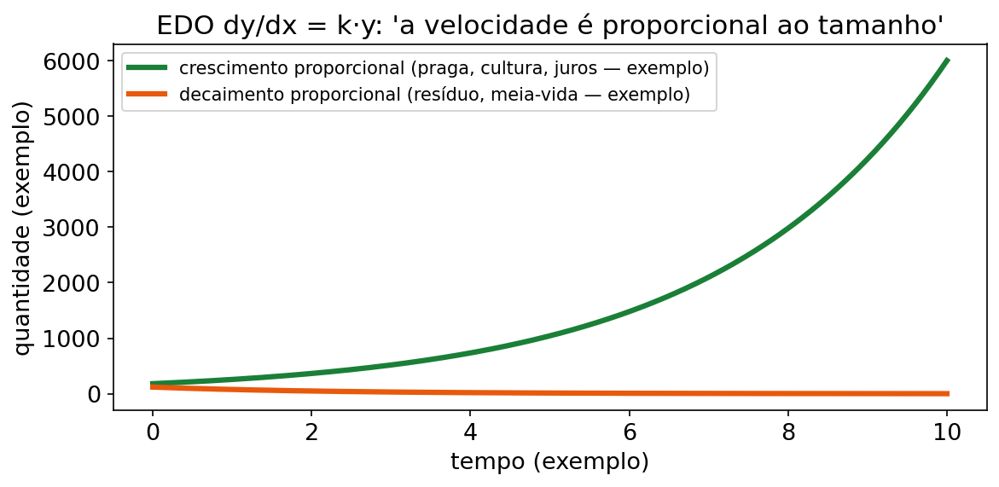 EDO dy/dx = k·y: 'a velocidade é proporcional ao tamanho'
crescimento proporcional (praga, cultura, juros — exemplo)
decaimento proporcional (resíduo, meia-vida — exemplo)
quantidade (exemplo)
6000
5000
4000
3000
2000
1000
0
0 2 4 6 8 10
tempo (exemplo)